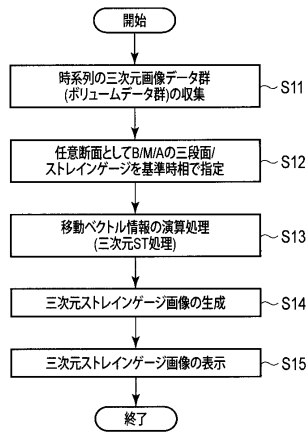 開始
時系列の三次元画像データ群
(ボリュームデータ群)の収集
S11
任意断面としてB/M/Aの三段面/
ストレインゲージを基準時相で指定
S12
移動ベクトル情報の演算処理
(三次元ST処理)
S13
三次元ストレインゲージ画像の生成
S14
三次元ストレインゲージ画像の表示
S15
終了